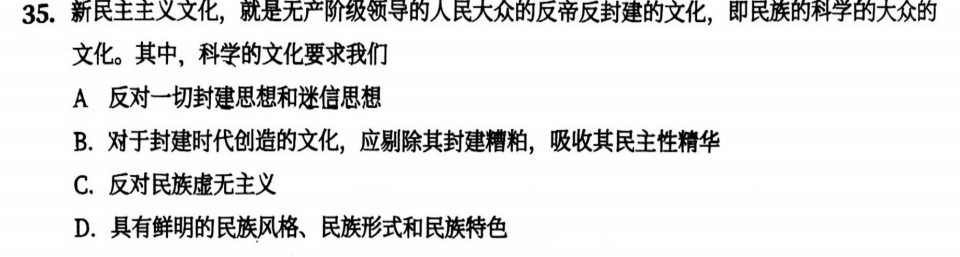 35. 新民主主义文化，就是无产阶级领导的人民大众的反帝反封建的文化，即民族的科学的大众的
文化。其中，科学的文化要求我们
A 反对一切封建思想和迷信思想
B. 对于封建时代创造的文化，应剔除其封建糟粕，吸收其民主性精华
C. 反对民族虚无主义
D. 具有鲜明的民族风格、民族形式和民族特色